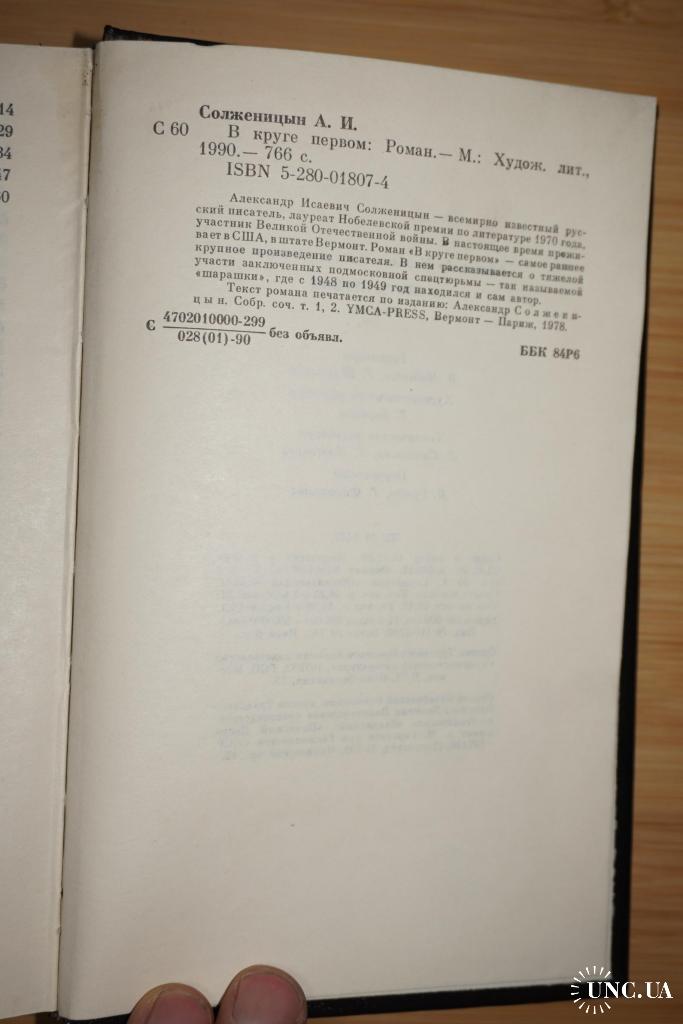 14
29
34
47
60
Солженицын А. И.
С 60
В круге первом: Роман.— М.: Худож. лит.,
1990.— 766 с.
ISBN 5-280-01807-4
Александр Исаевич Солженицын — всемирно известный рус-
ский писатель, лауреат Нобелевской премии по литературе 1970 года,
участник Великой Отечественной войны. В настоящее время прожи-
вает в США, в штате Вермонт. Роман «В круге первом» — самое раннее
крупное произведение писателя. В нем рассказывается о тяжелой
участи заключенных подмосковной спецтюрьмы — так называемой
«шарашки», где с 1948 по 1949 год находился и сам автор.
Текст романа печатается по изданию: Александр Солжени-
цын. Собр. соч. т. 1, 2. YMCA-PRESS, Вермонт — Париж, 1978.
С 4702010000-299
028(01)-90 без объявл.
ББК 84Р6
UNC.UA